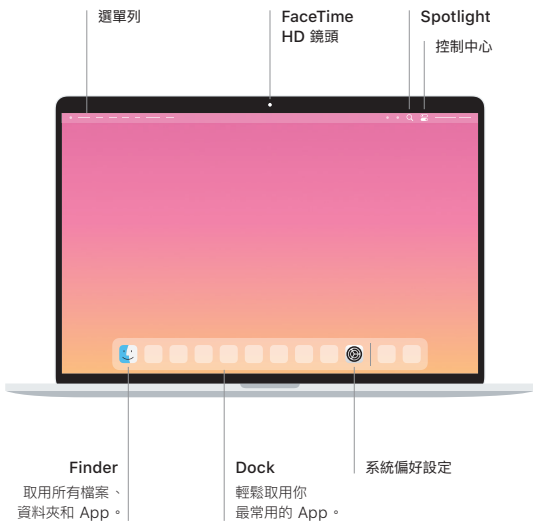 選單列
FaceTime
HD 鏡頭
Spotlight
控制中心
Finder
取用所有檔案、
資料夾和 App。
Dock
輕鬆取用你
最常用的 App。
系統偏好設定